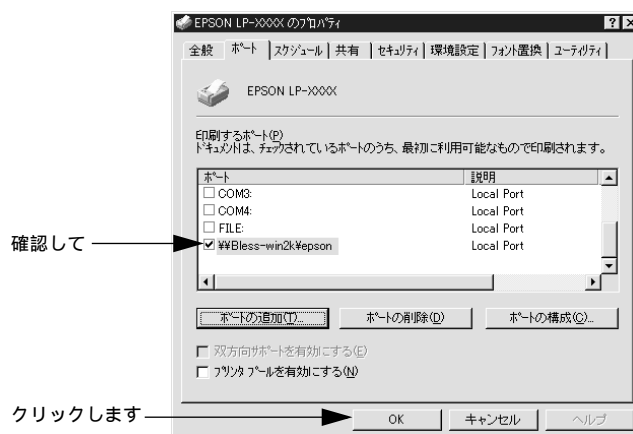 EPSON LP-XXXX のﾌﾟﾛﾊﾟﾃｨ
全般 ﾎﾟｰﾄ ｽｹｼﾞｭｰﾙ 共有 ｾｷｭﾘﾃｨ 環境設定 ﾌｫﾝﾄ置換 ﾕｰﾃｨﾘﾃｨ
EPSON LP-XXXX
印刷するﾎﾟｰﾄ(P)
ﾄﾞｷｭﾒﾝﾄは、ﾁｪｯｸされているﾎﾟｰﾄのうち、最初に利用可能なもので印刷されます。
ﾎﾟｰﾄ 説明
COM3: Local Port
COM4: Local Port
FILE: Local Port
確認して ¥¥Bless-win2k¥epson Local Port
ﾎﾟｰﾄの追加(T)... ﾎﾟｰﾄの削除(D) ﾎﾟｰﾄの構成(C)...
双方向ｻﾎﾟｰﾄを有効にする(E)
ﾌﾟﾘﾝﾀ ﾌﾟｰﾙを有効にする(N)
クリックします OK ｷｬﾝｾﾙ ﾍﾙﾌﾟ